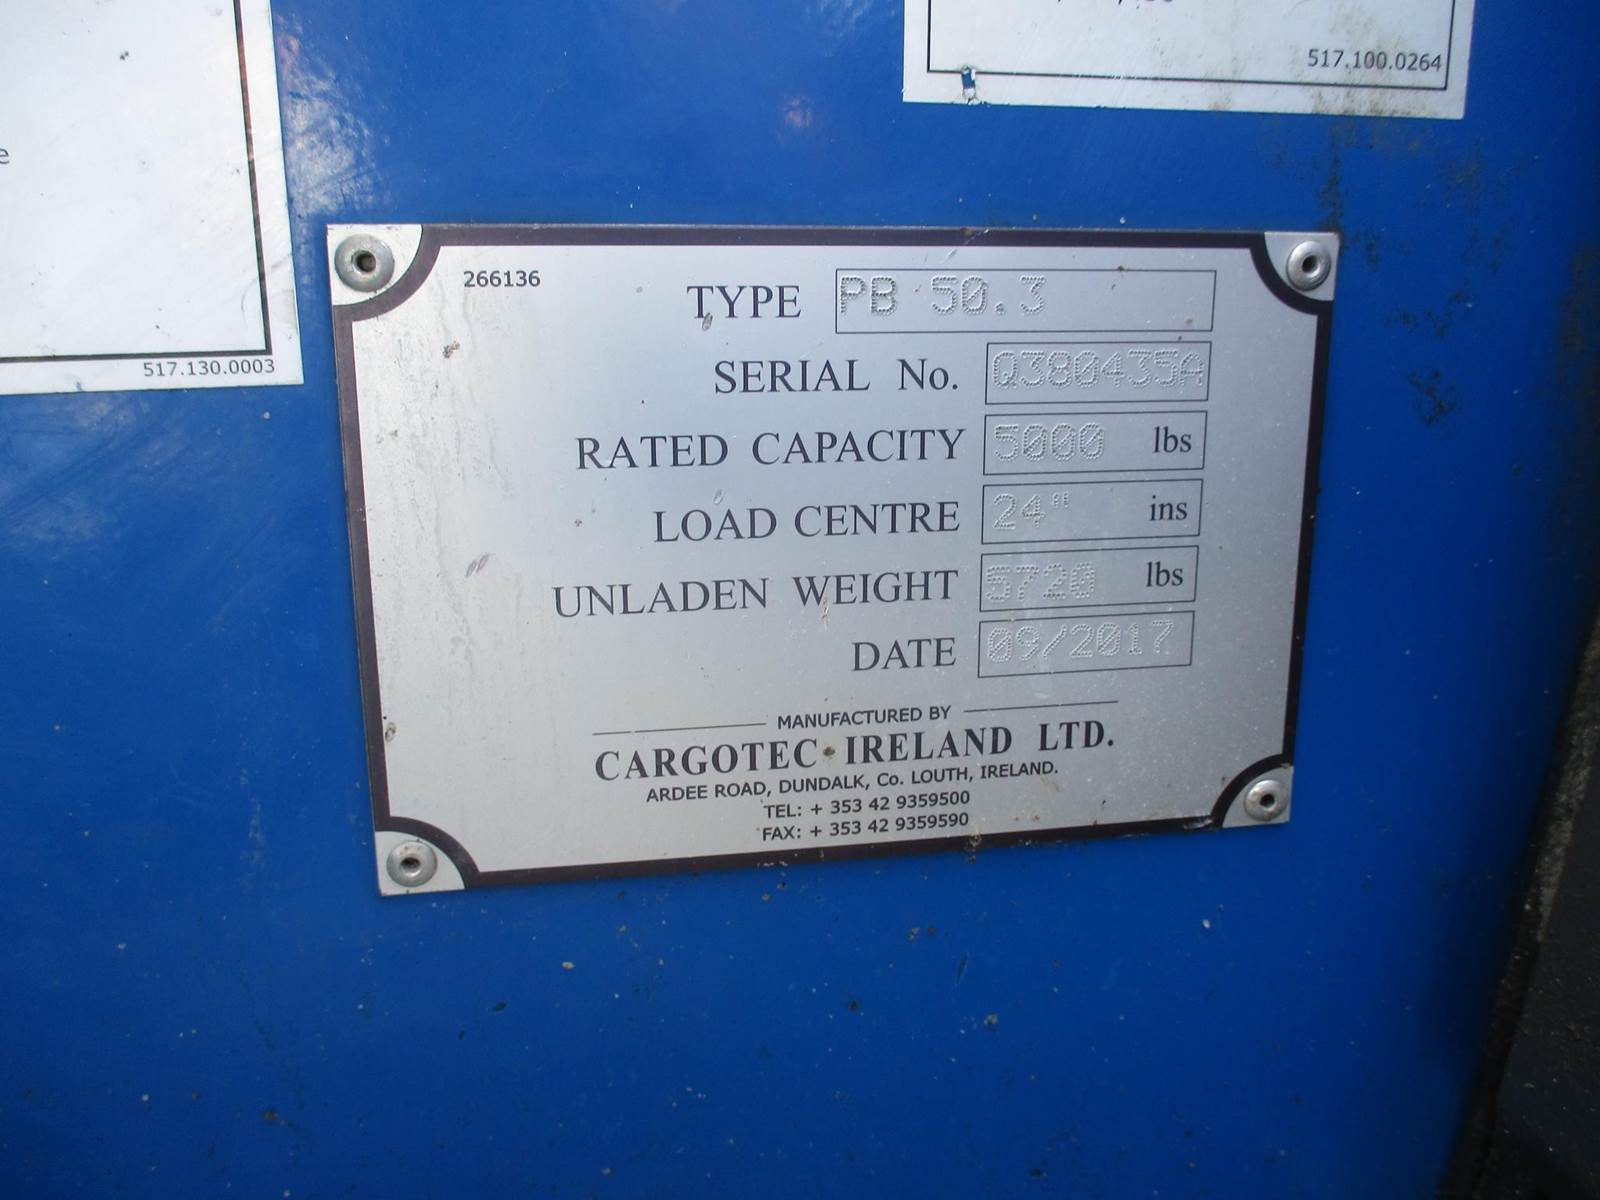 517.100.0264
e
517.130.0003
266136
TYPE PB 50.3
SERIAL No. Q380435A
RATED CAPACITY 5000 lbs
LOAD CENTRE 24" ins
UNLADEN WEIGHT 5720 lbs
DATE 09/2017
MANUFACTURED BY
CARGOTEC IRELAND LTD.
ARDEE ROAD, DUNDALK, Co. LOUTH, IRELAND.
TEL: + 353 42 9359500
FAX: + 353 42 9359590